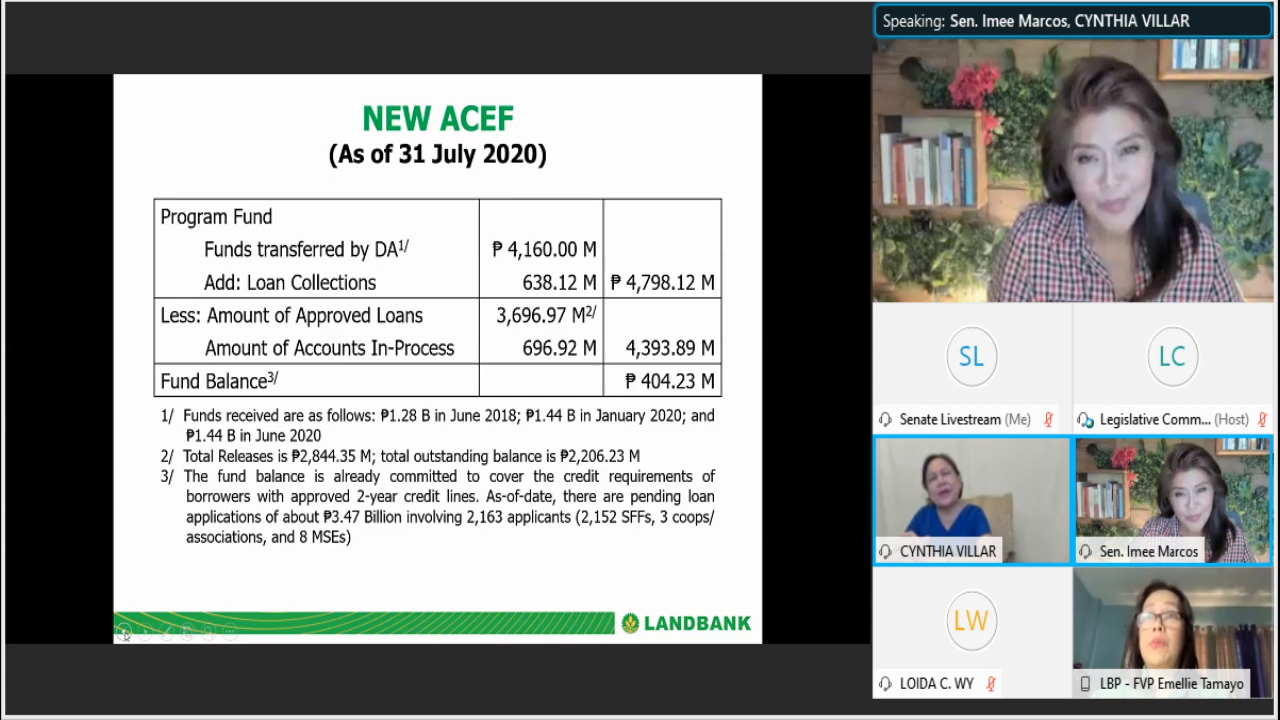 Speaking: Sen. Imee Marcos, CYNTHIA VILLAR
NEW ACEF
(As of 31 July 2020)
Program Fund
Funds transferred by DA1/ ₱ 4,160.00 M
Add: Loan Collections 638.12 M ₱ 4,798.12 M
Less: Amount of Approved Loans 3,696.97 M2/
Amount of Accounts In-Process 696.92 M 4,393.89 M
Fund Balance3/ ₱ 404.23 M
1/ Funds received are as follows: ₱1.28 B in June 2018; ₱1.44 B in January 2020; and
₱1.44 B in June 2020
2/ Total Releases is ₱2,844.35 M; total outstanding balance is ₱2,206.23 M
3/ The fund balance is already committed to cover the credit requirements of
borrowers with approved 2-year credit lines. As-of-date, there are pending loan
applications of about ₱3.47 Billion involving 2,163 applicants (2,152 SFFs, 3 coops/
associations, and 8 MSEs)
LANDBANK
SL
Senate Livestream (Me)
LC
Legislative Comm... (Host)
CYNTHIA VILLAR
Sen. Imee Marcos
LW
LOIDA C. WY
LBP - FVP Emellie Tamayo